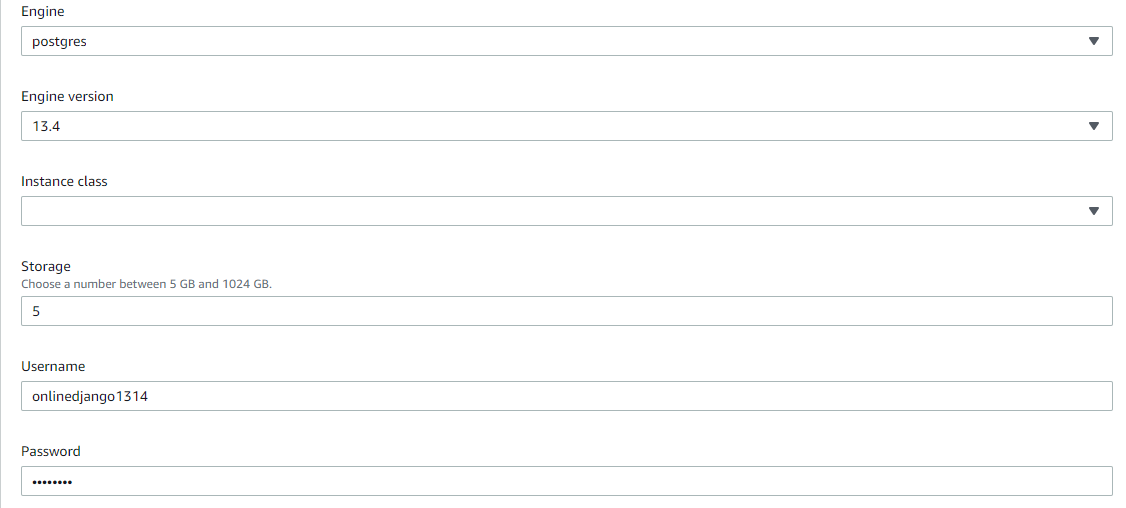 Engine
postgres
Engine version
13.4
Instance class
Storage
Choose a number between 5 GB and 1024 GB.
5
Username
onlinedjango1314
Password
••••••••